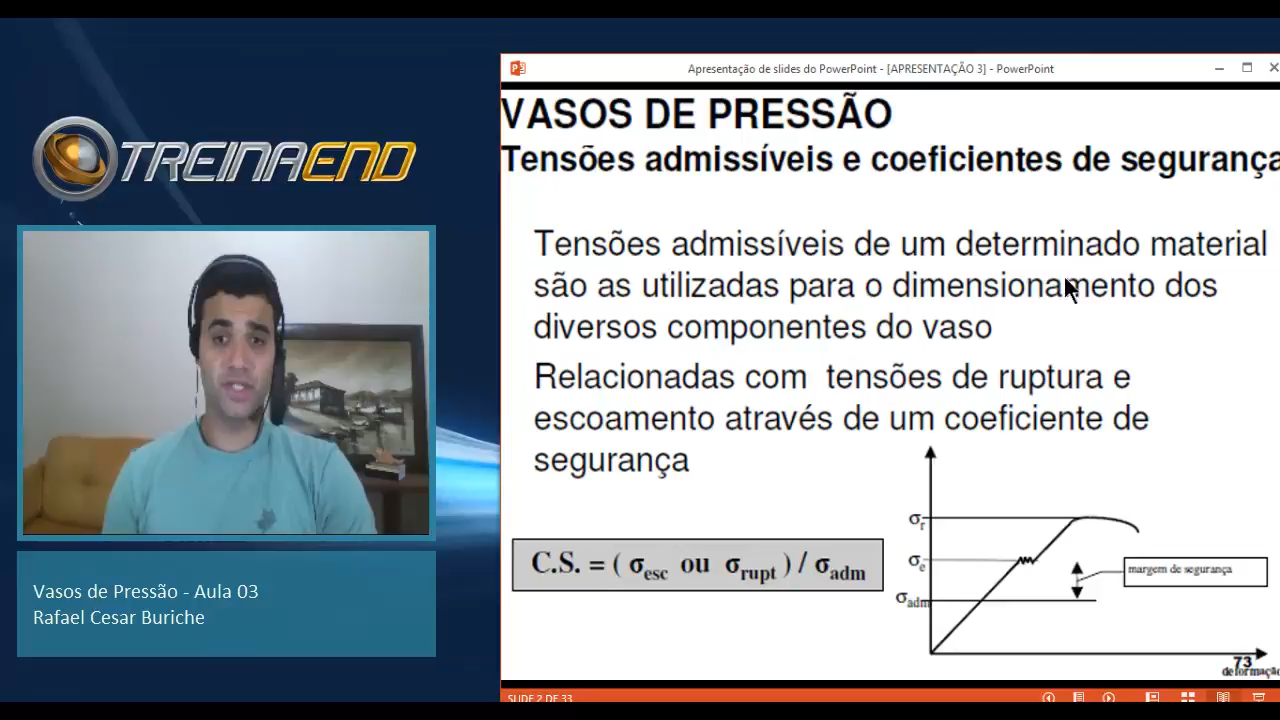 TREINAEND
Vasos de Pressão - Aula 03
Rafael Cesar Buriche
Apresentação de slides do PowerPoint - [APRESENTAÇÃO 3] - PowerPoint
VASOS DE PRESSÃO
Tensões admissíveis e coeficientes de segurança
Tensões admissíveis de um determinado material
são as utilizadas para o dimensionamento dos
diversos componentes do vaso
Relacionadas com tensões de ruptura e
escoamento através de um coeficiente de
segurança
C.S. = ( σesc ou σrupt ) / σadm
σr
σe
σadm
margem de segurança
73
deformação
SLIDE 2 DE 33